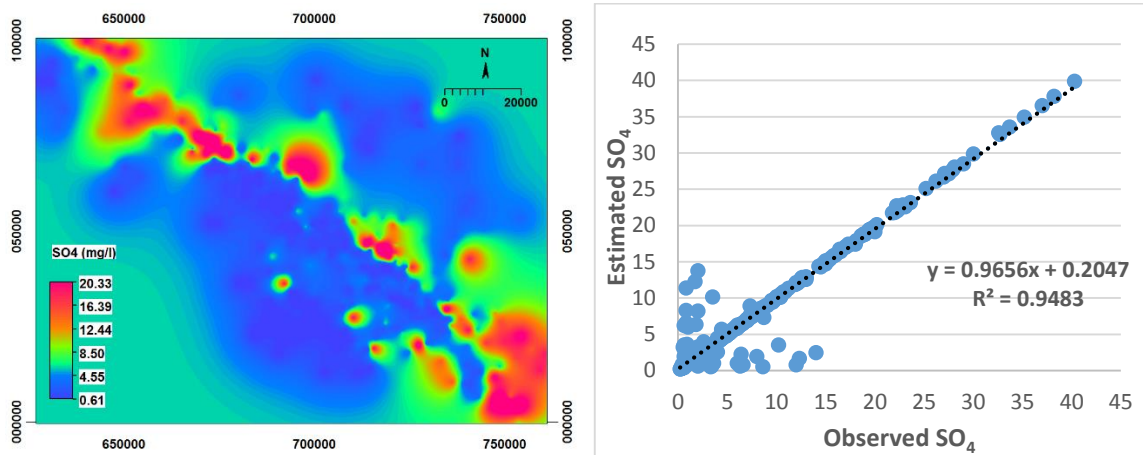 650000 700000 750000
100000
100000
N
0 20000
050000
050000
SO4 (mg/l)
20.33
16.39
12.44
8.50
4.55
0.61
000000
000000
650000 700000 750000
45
40
35
30
25
20
15
10
5
0
Estimated SO₄
y = 0.9656x + 0.2047
R² = 0.9483
0 5 10 15 20 25 30 35 40 45
Observed SO₄